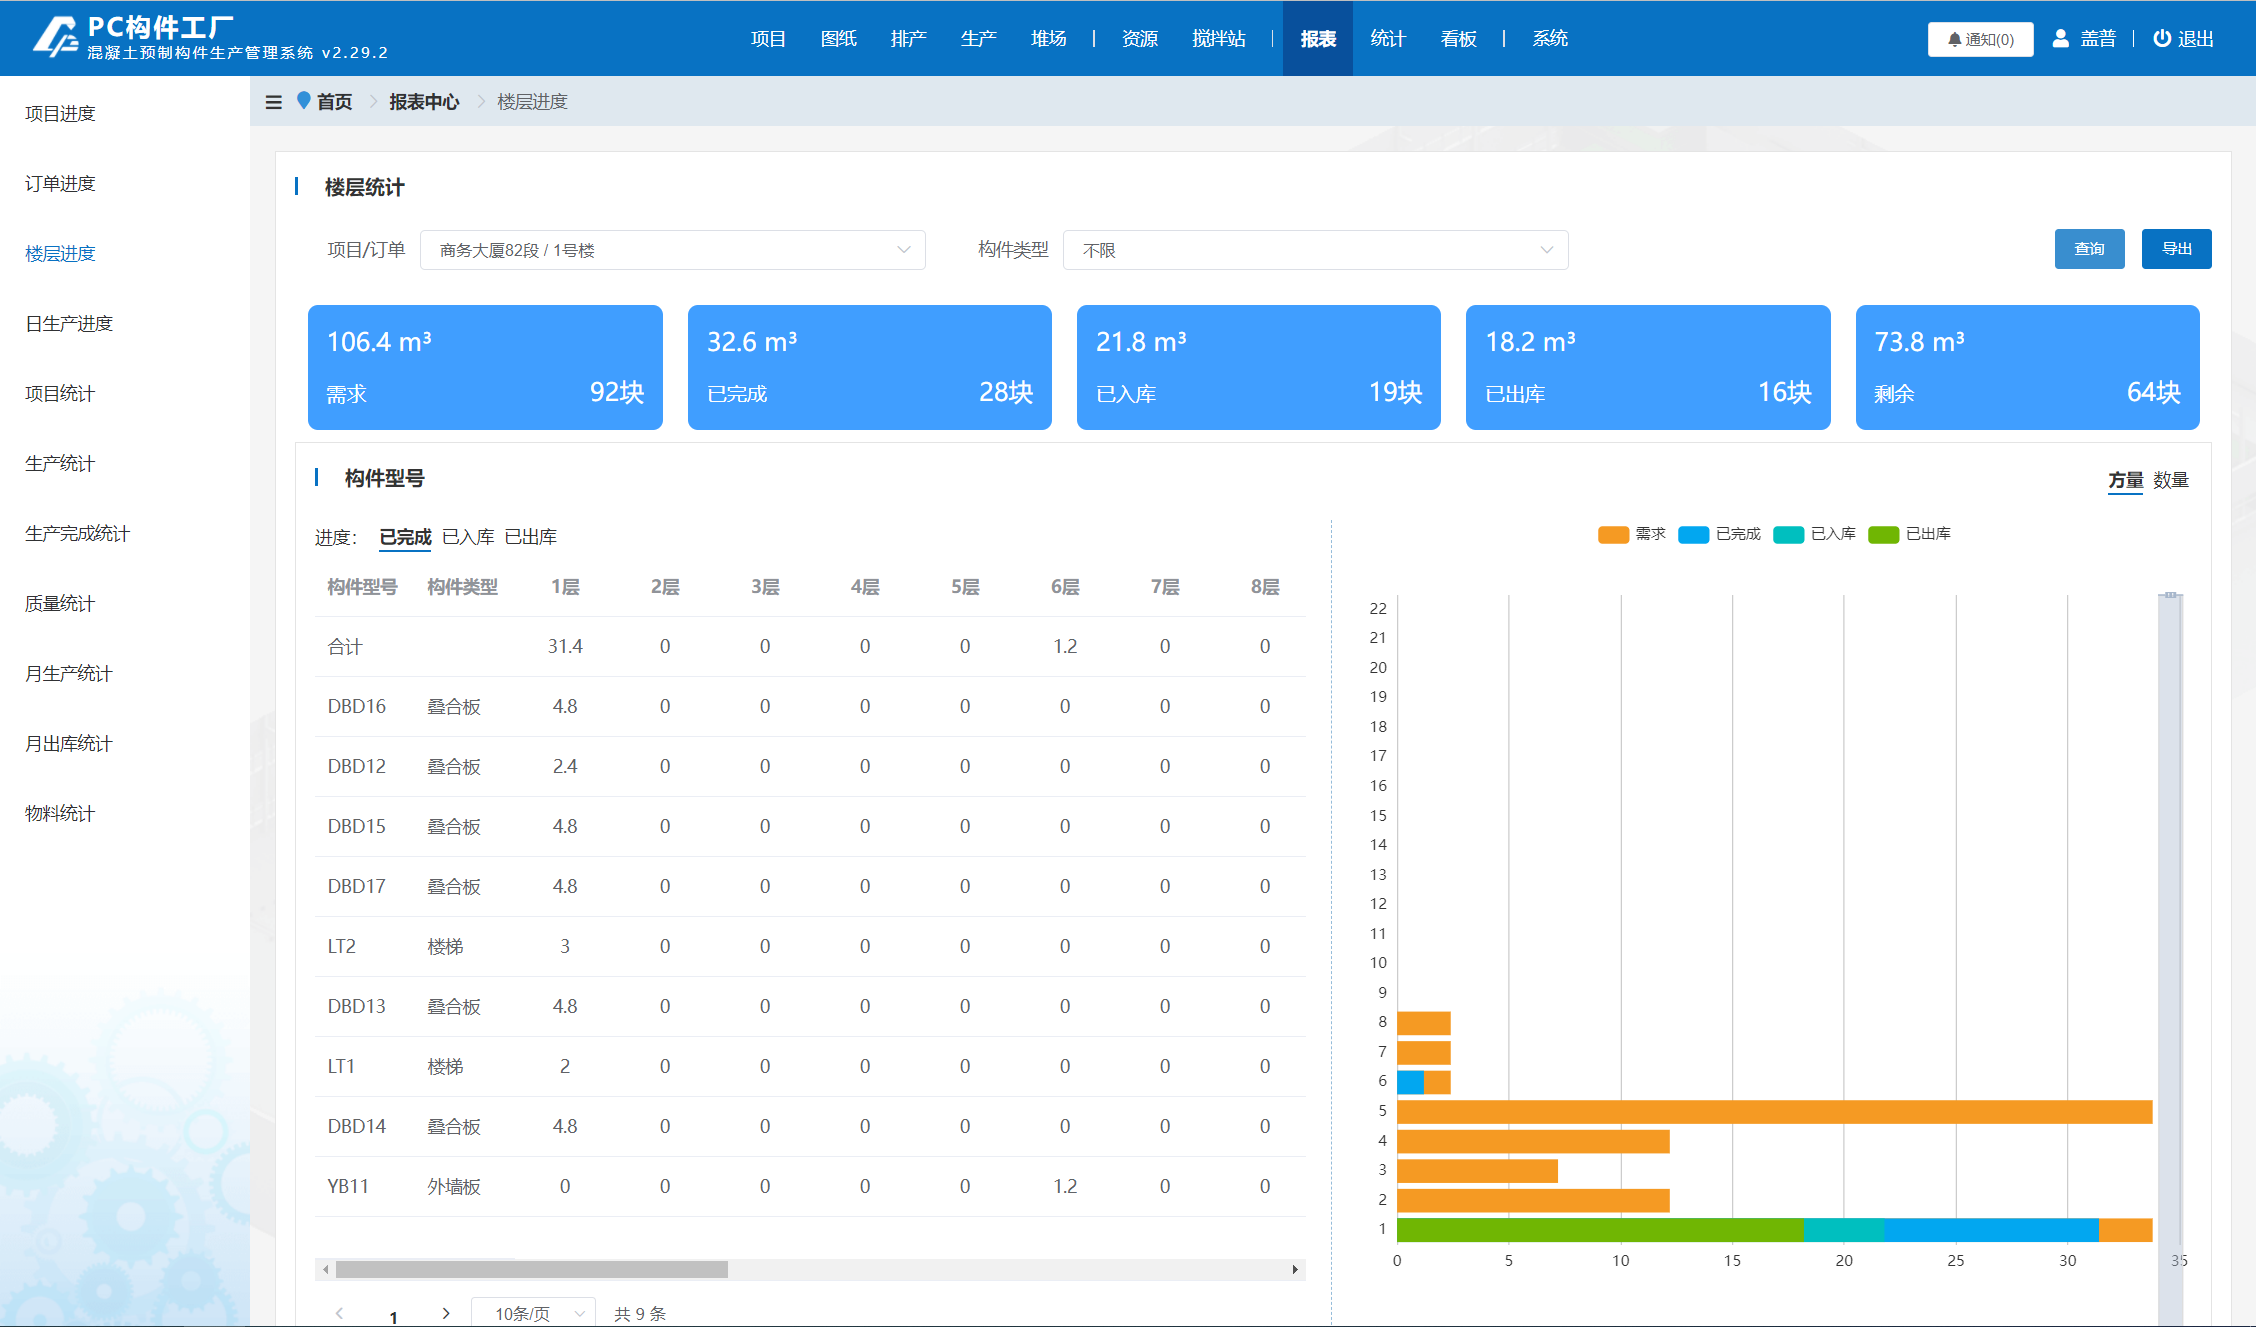 PC构件工厂
混凝土预制构件生产管理系统 v2.29.2
项目 图纸 排产 生产 堆场 | 资源 搅拌站 | 报表 统计 看板 | 系统
通知(0) 盖普 | 退出
首页 > 报表中心 > 楼层进度
项目进度
订单进度
楼层进度
日生产进度
项目统计
生产统计
生产完成统计
质量统计
月生产统计
月出库统计
物料统计
楼层统计
项目/订单 商务大厦82段 / 1号楼 构件类型 不限 查询 导出
106.4 m³
需求 92块
32.6 m³
已完成 28块
21.8 m³
已入库 19块
18.2 m³
已出库 16块
73.8 m³
剩余 64块
构件型号
方量 数量
进度: 已完成 已入库 已出库
构件型号 构件类型 1层 2层 3层 4层 5层 6层 7层 8层
合计 31.4 0 0 0 0 1.2 0 0
DBD16 叠合板 4.8 0 0 0 0 0 0 0
DBD12 叠合板 2.4 0 0 0 0 0 0 0
DBD15 叠合板 4.8 0 0 0 0 0 0 0
DBD17 叠合板 4.8 0 0 0 0 0 0 0
LT2 楼梯 3 0 0 0 0 0 0 0
DBD13 叠合板 4.8 0 0 0 0 0 0 0
LT1 楼梯 2 0 0 0 0 0 0 0
DBD14 叠合板 4.8 0 0 0 0 0 0 0
YB11 外墙板 0 0 0 0 0 1.2 0 0
1 10条/页 共 9 条
需求 已完成 已入库 已出库
22
21
20
19
18
17
16
15
14
13
12
11
10
9
8
7
6
5
4
3
2
1
0 5 10 15 20 25 30 35